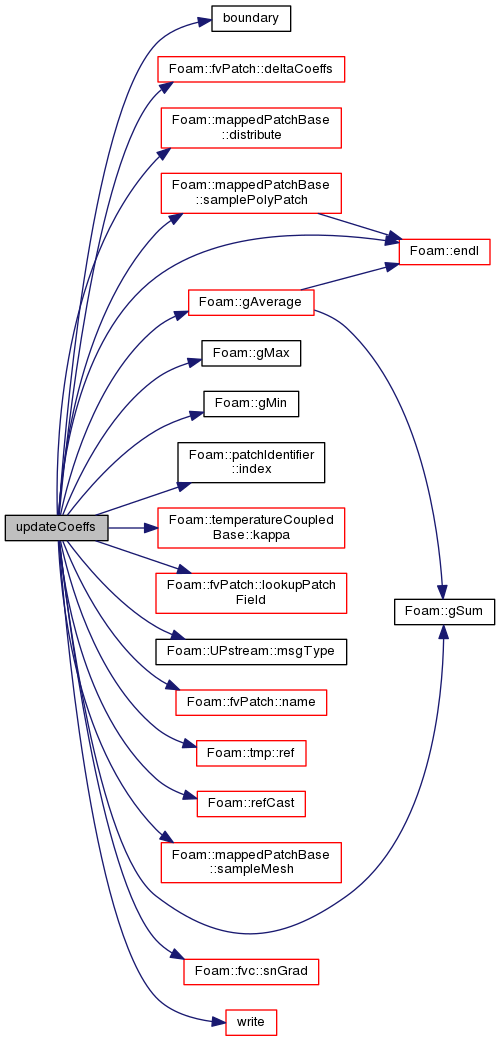 boundary
Foam::fvPatch::deltaCoeffs
Foam::mappedPatchBase
::distribute
Foam::mappedPatchBase
::samplePolyPatch
Foam::endl
Foam::gAverage
Foam::gMax
Foam::gMin
Foam::patchIdentifier
::index
updateCoeffs
Foam::temperatureCoupled
Base::kappa
Foam::fvPatch::lookupPatch
Field
Foam::gSum
Foam::UPstream::msgType
Foam::fvPatch::name
Foam::tmp::ref
Foam::refCast
Foam::mappedPatchBase
::sampleMesh
Foam::fvc::snGrad
write